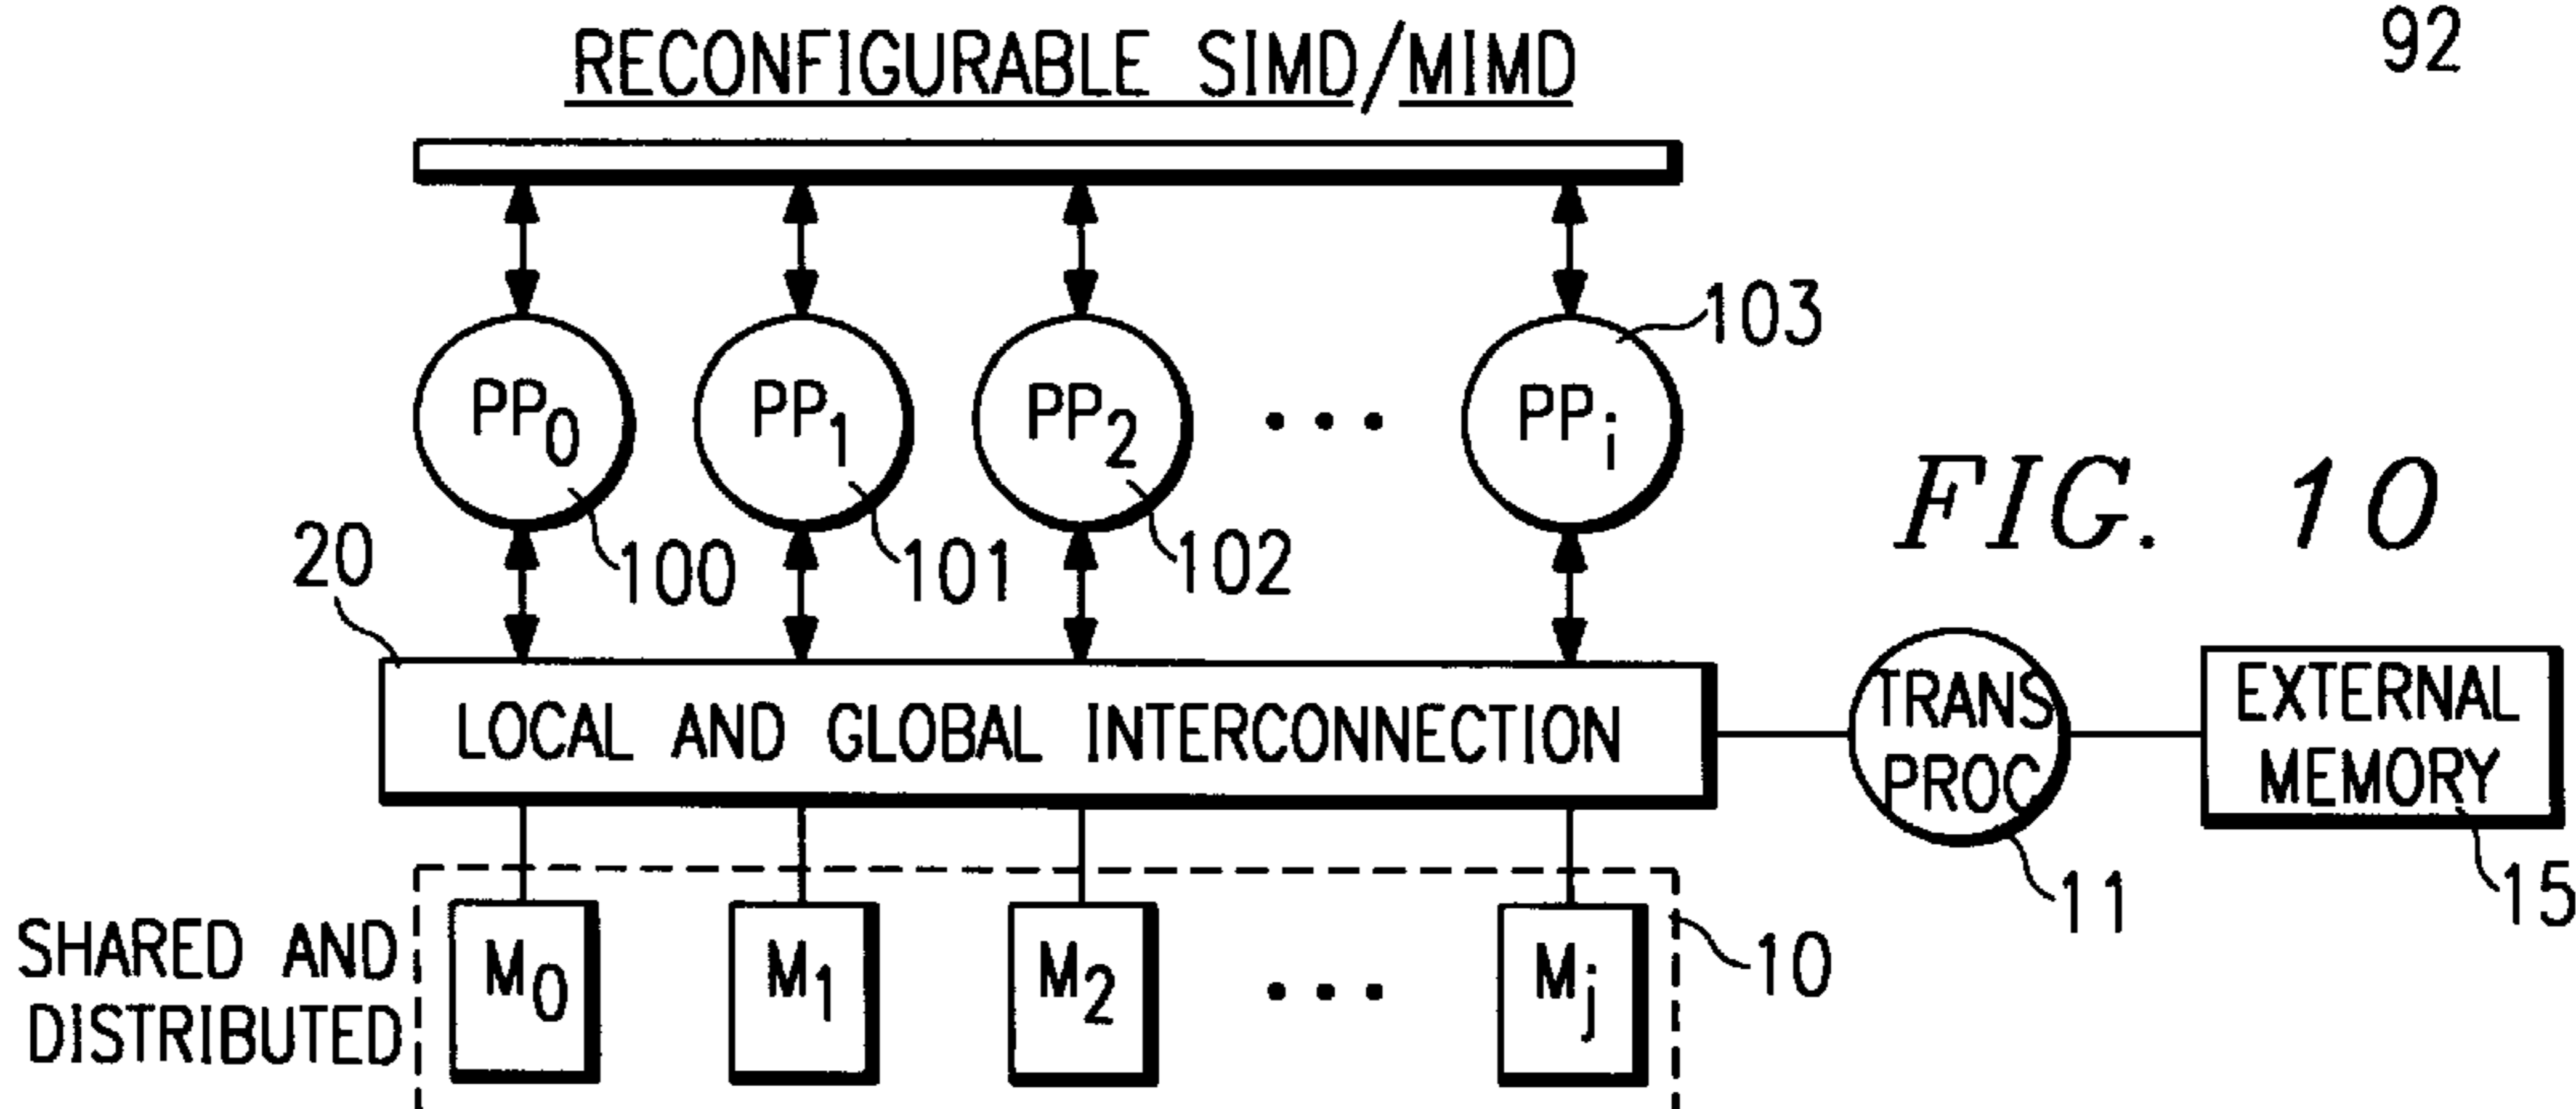 92
RECONFIGURABLE SIMD/MIMD
103
PP0
PP1
PP2
• • •
PPi
FIG. 10
20
100
101
102
LOCAL AND GLOBAL INTERCONNECTION
TRANS
PROC
EXTERNAL
MEMORY
11
15
SHARED AND
DISTRIBUTED
M0
M1
M2
• • •
Mj
10